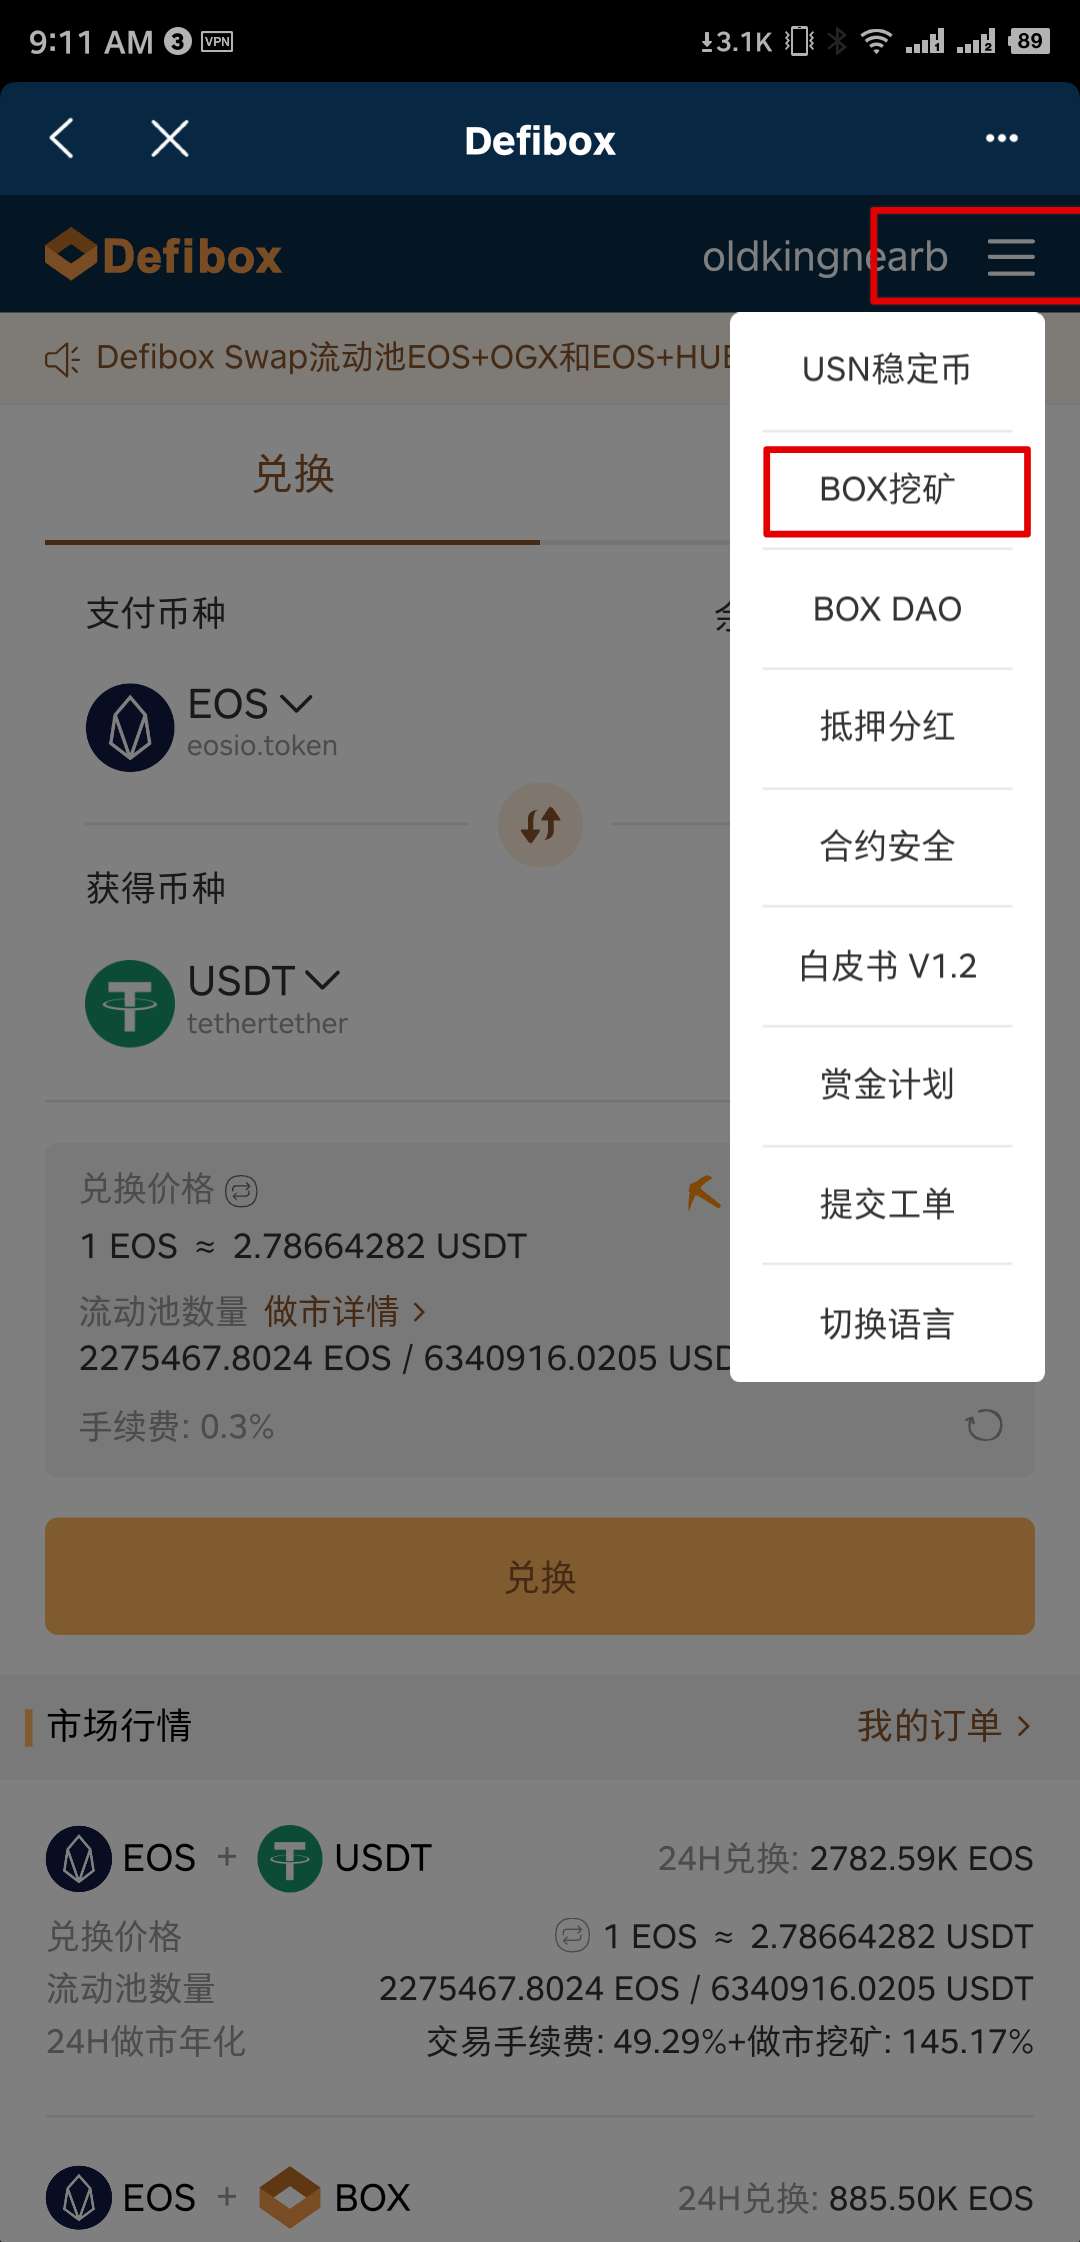 9:11 AM 3 VPN 3.1K 1 2 89
Defibox
Defibox oldkingnearb
Defibox Swap流动池EOS+OGX和EOS+HUB
USN稳定币
BOX挖矿
BOX DAO
抵押分红
合约安全
白皮书 V1.2
赏金计划
提交工单
切换语言
兑换
支付币种
EOS
eosio.token
获得币种
USDT
tethertether
兑换价格
1 EOS ≈ 2.78664282 USDT
流动池数量 做市详情 >
2275467.8024 EOS / 6340916.0205 USD
手续费: 0.3%
兑换
市场行情 我的订单 >
EOS + USDT 24H兑换: 2782.59K EOS
兑换价格 1 EOS ≈ 2.78664282 USDT
流动池数量 2275467.8024 EOS / 6340916.0205 USDT
24H做市年化 交易手续费: 49.29%+做市挖矿: 145.17%
EOS + BOX 24H兑换: 885.50K EOS